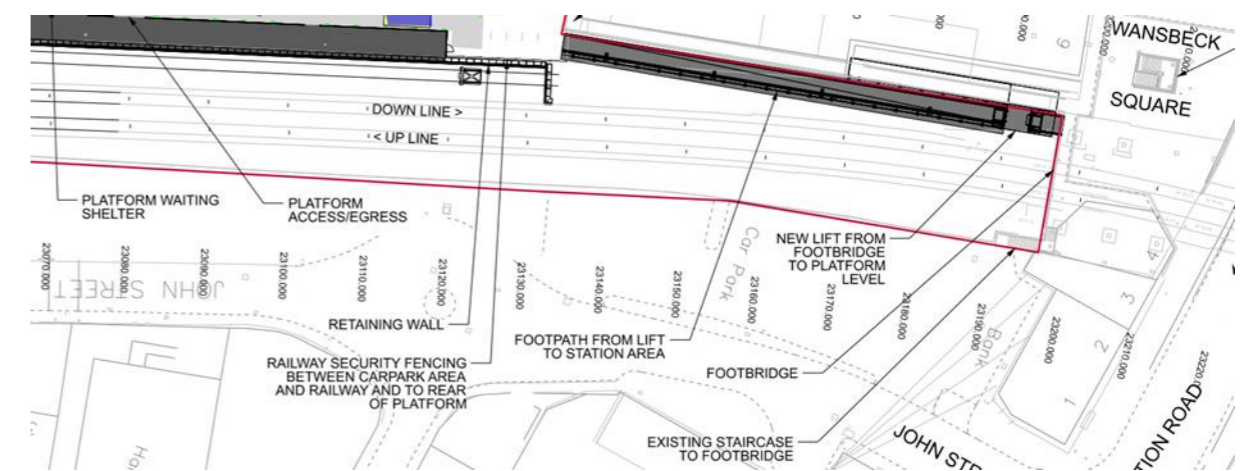 WANSBECK
SQUARE
DOWN LINE >
< UP LINE
PLATFORM WAITING
SHELTER
PLATFORM
ACCESS/EGRESS
NEW LIFT FROM
FOOTBRIDGE
TO PLATFORM
LEVEL
Car Park
23070.000
23080.000
23090.000
23100.000
23110.000
23120.000
23130.000
23140.000
23150.000
23160.000
23170.000
23180.000
23190.000
23200.000
23210.000
23220.000
JOHN STREET
RETAINING WALL
FOOTPATH FROM LIFT
TO STATION AREA
Bank
RAILWAY SECURITY FENCING
BETWEEN CARPARK AREA
AND RAILWAY AND TO REAR
OF PLATFORM
FOOTBRIDGE
EXISTING STAIRCASE
TO FOOTBRIDGE
4
3
2
1
6
JOHN STR
TION ROAD